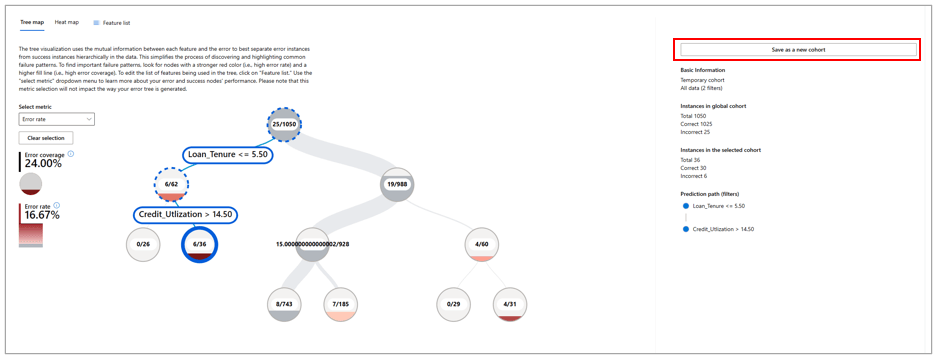 Tree map
Heat map
Feature list
The tree visualization uses the mutual information between each feature and the error to best separate error instances
from success instances hierarchically in the data. This simplifies the process of discovering and highlighting common
failure patterns. To find important failure patterns, look for nodes with a stronger red color (i.e., high error rate) and a
higher fill line (i.e., high error coverage). To edit the list of features being used in the tree, click on "Feature list." Use the
"select metric" dropdown menu to learn more about your error and success nodes' performance. Please note that this
metric selection will not impact the way your error tree is generated.
Select metric
Error rate
Clear selection
Error coverage
24.00%
Error rate
16.67%
25/1050
Loan_Tenure <= 5.50
6/62
19/988
Credit_Utlization > 14.50
0/26
6/36
15.000000000000002/928
4/60
8/743
7/185
0/29
4/31
Save as a new cohort
Basic Information
Temporary cohort
All data (2 filters)
Instances in global cohort
Total 1050
Correct 1025
Incorrect 25
Instances in the selected cohort
Total 36
Correct 30
Incorrect 6
Prediction path (filters)
Loan_Tenure <= 5.50
Credit_Utlization > 14.50